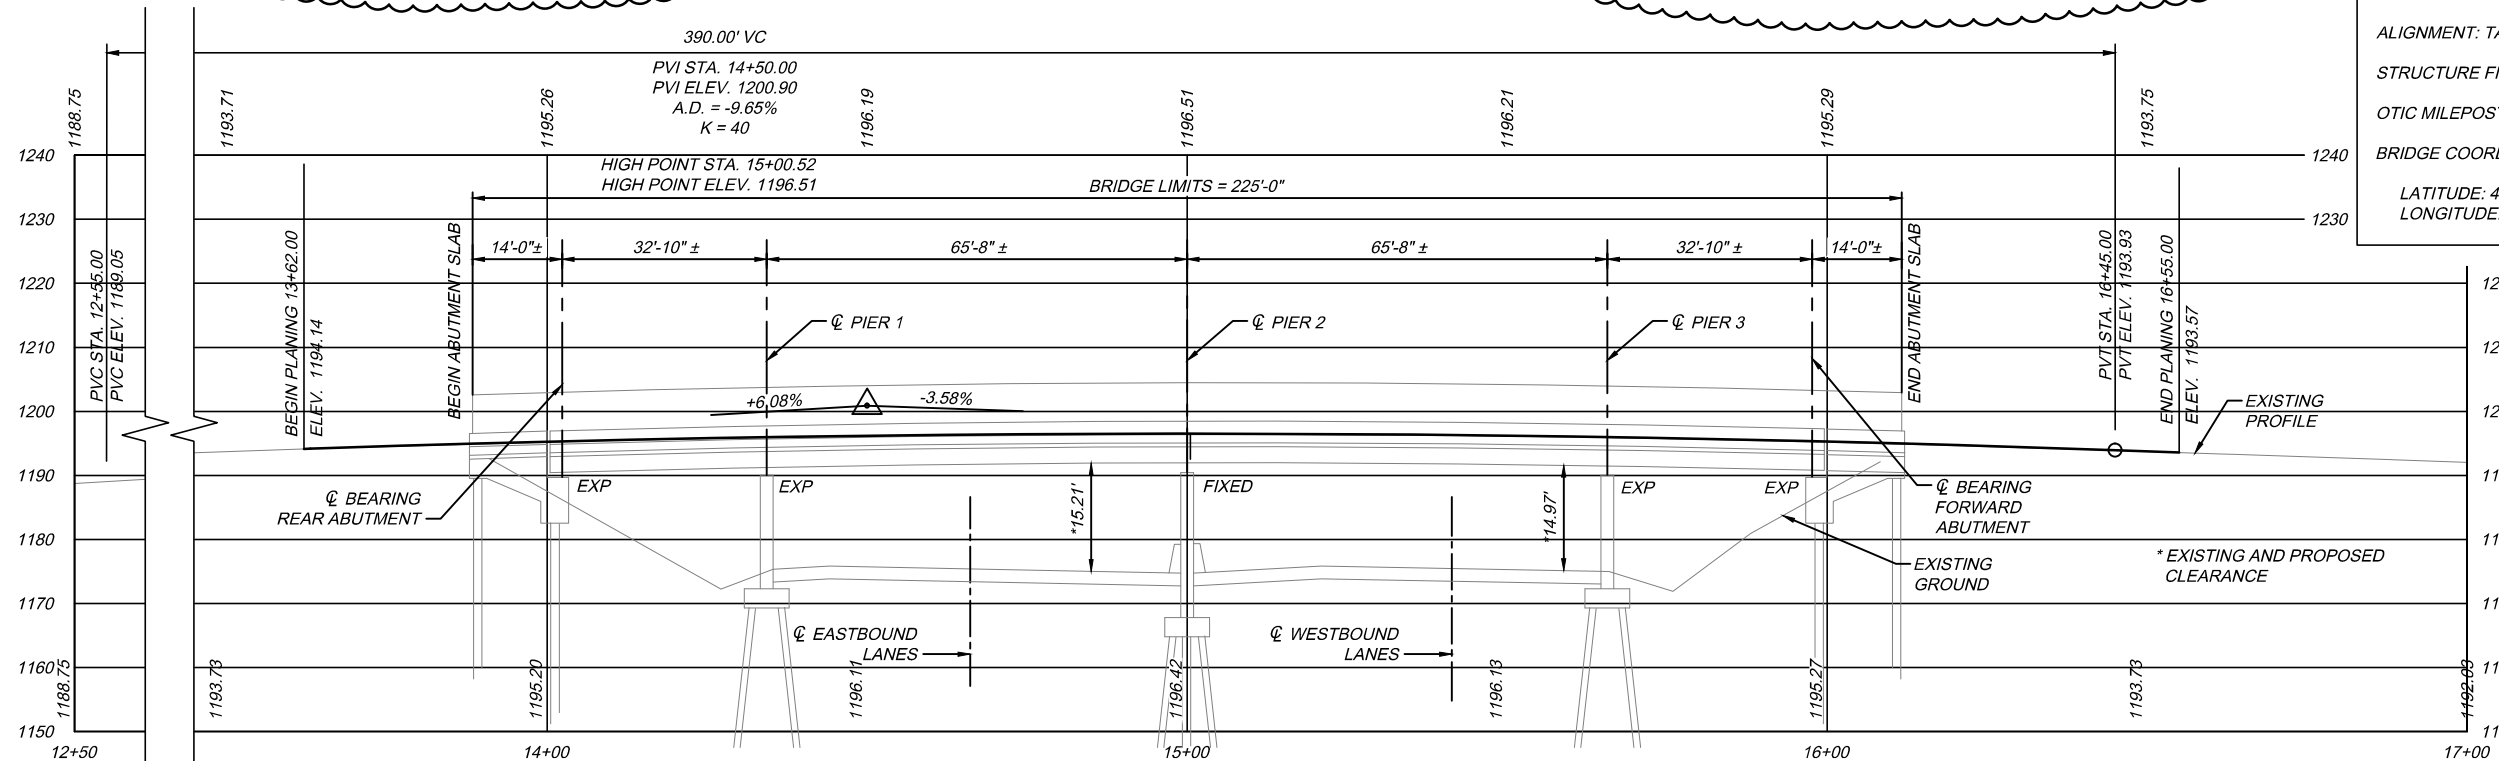 390.00' VC
PVI STA. 14+50.00
PVI ELEV. 1200.90
A.D. = -9.65%
K = 40
HIGH POINT STA. 15+00.52
HIGH POINT ELEV. 1196.51
1188.75
1193.71
1195.26
1196.19
1196.51
1196.21
1195.29
1193.75
ALIGNMENT:
STRUCTURE
OTIC
BRIDGE
LATITUDE:
BRIDGE LIMITS = 225'-0"
14'-0"±
32'-10" ±
65'-8" ±
65'-8" ±
32'-10" ±
14'-0"±
1240
1230
1220
1210
1200
1190
1180
1170
1160
1150
1240
1230
PVC STA. 12+55.00
PVC ELEV. 1189.05
BEGIN PLANING 13+62.00
ELEV. 1194.14
BEGIN ABUTMENT SLAB
℄ PIER 1
℄ PIER 2
℄ PIER 3
END ABUTMENT SLAB
PVT STA. 16+45.00
PVT ELEV. 1193.93
END PLANING 16+55.00
ELEV. 1193.57
+6.08%
-3.58%
EXISTING
PROFILE
℄ BEARING
REAR ABUTMENT
EXP
EXP
*15.21'
FIXED
*14.97'
EXP
EXP
℄ BEARING
FORWARD
ABUTMENT
EXISTING
GROUND
* EXISTING AND PROPOSED
CLEARANCE
℄ EASTBOUND
LANES
℄ WESTBOUND
LANES
1188.75
1193.73
1195.20
1196.11
1196.42
1196.13
1195.27
1193.73
1192.03
12+50
14+00
15+00
16+00
17+00